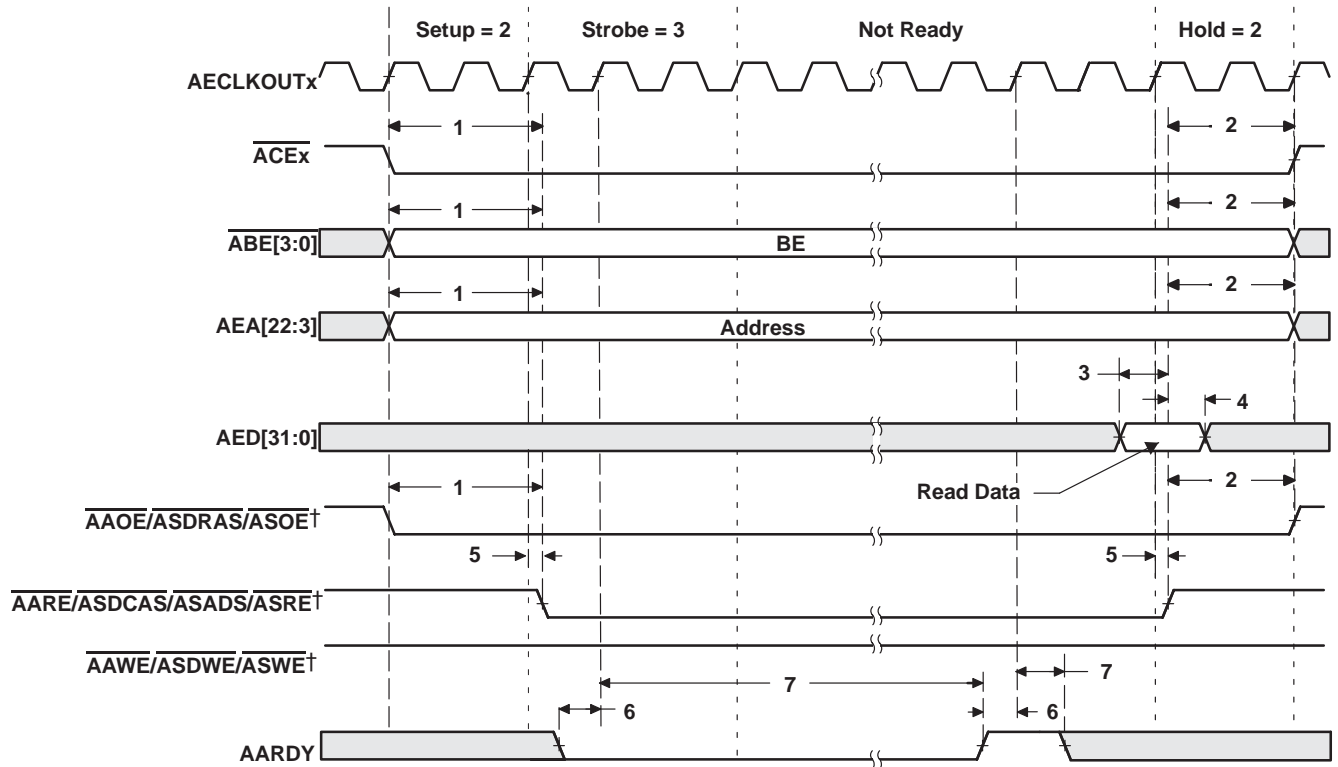 Setup = 2 Strobe = 3 Not Ready Hold = 2
AECLKOUTx
1 2
ACEx
1 2
ABE[3:0] BE
1 2
AEA[22:3] Address
3
4
AED[31:0]
Read Data
1 2
AAOE/ASDRAS/ASOE†
5 5
AARE/ASDCAS/ASADS/ASRE†
AAWE/ASDWE/ASWE†
7 7
6 6
AARDY